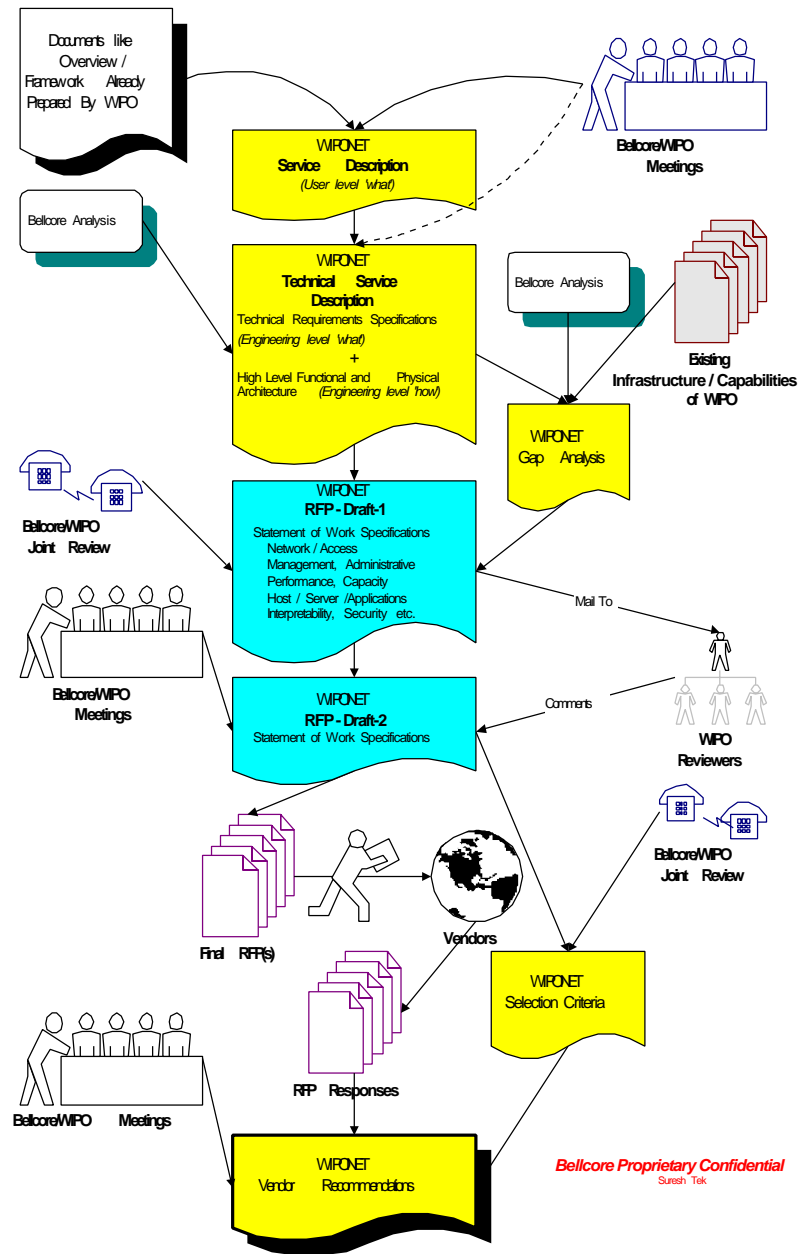 Documents like
Overview /
Framework Already
Prepared By WIPO
Bellcore/WIPO
Meetings
WIPONET
Service Description
(User level 'what')
Bellcore Analysis
WIPONET
Technical Service
Description
Technical Requirements Specifications
(Engineering level 'what')
+
High Level Functional and Physical
Architecture (Engineering level 'how')
Bellcore Analysis
Existing
Infrastructure / Capabilities
of WIPO
WIPONET
Gap Analysis
Bellcore/WIPO
Joint Review
WIPONET
RFP - Draft-1
Statement of Work Specifications
Network / Access
Management, Administrative
Performance, Capacity
Host / Server /Applications
Interpretability, Security etc.
Mail To
Bellcore/WIPO
Meetings
WIPONET
RFP - Draft-2
Statement of Work Specifications
Comments
WIPO
Reviewers
Bellcore/WIPO
Joint Review
Final RFP(s)
Vendors
WIPONET
Selection Criteria
RFP Responses
Bellcore/WIPO Meetings
WIPONET
Vendor Recommendations
Bellcore Proprietary Confidential
Suresh Tek